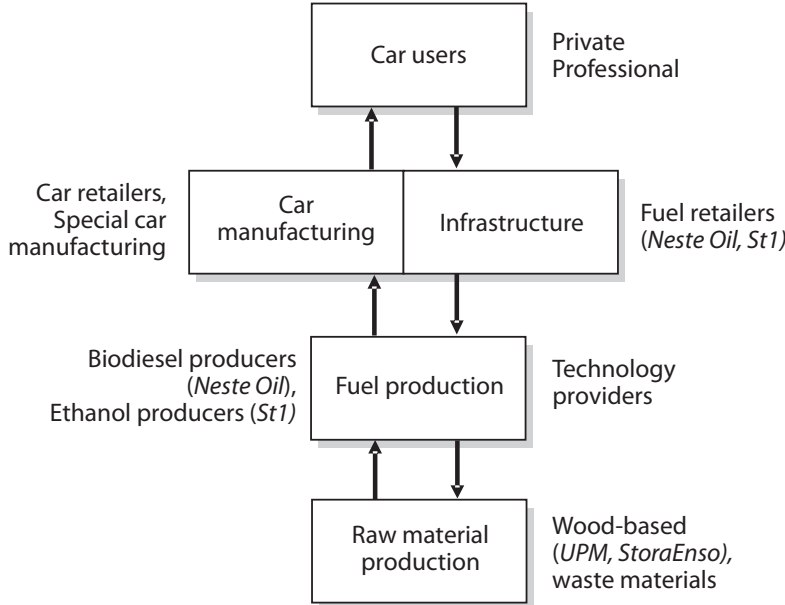 Car users
Private
Professional
Car retailers,
Special car
manufacturing
Car
manufacturing
Infrastructure
Fuel retailers
(Neste Oil, St1)
Biodiesel producers
(Neste Oil),
Ethanol producers (St1)
Fuel production
Technology
providers
Raw material
production
Wood-based
(UPM, StoraEnso),
waste materials